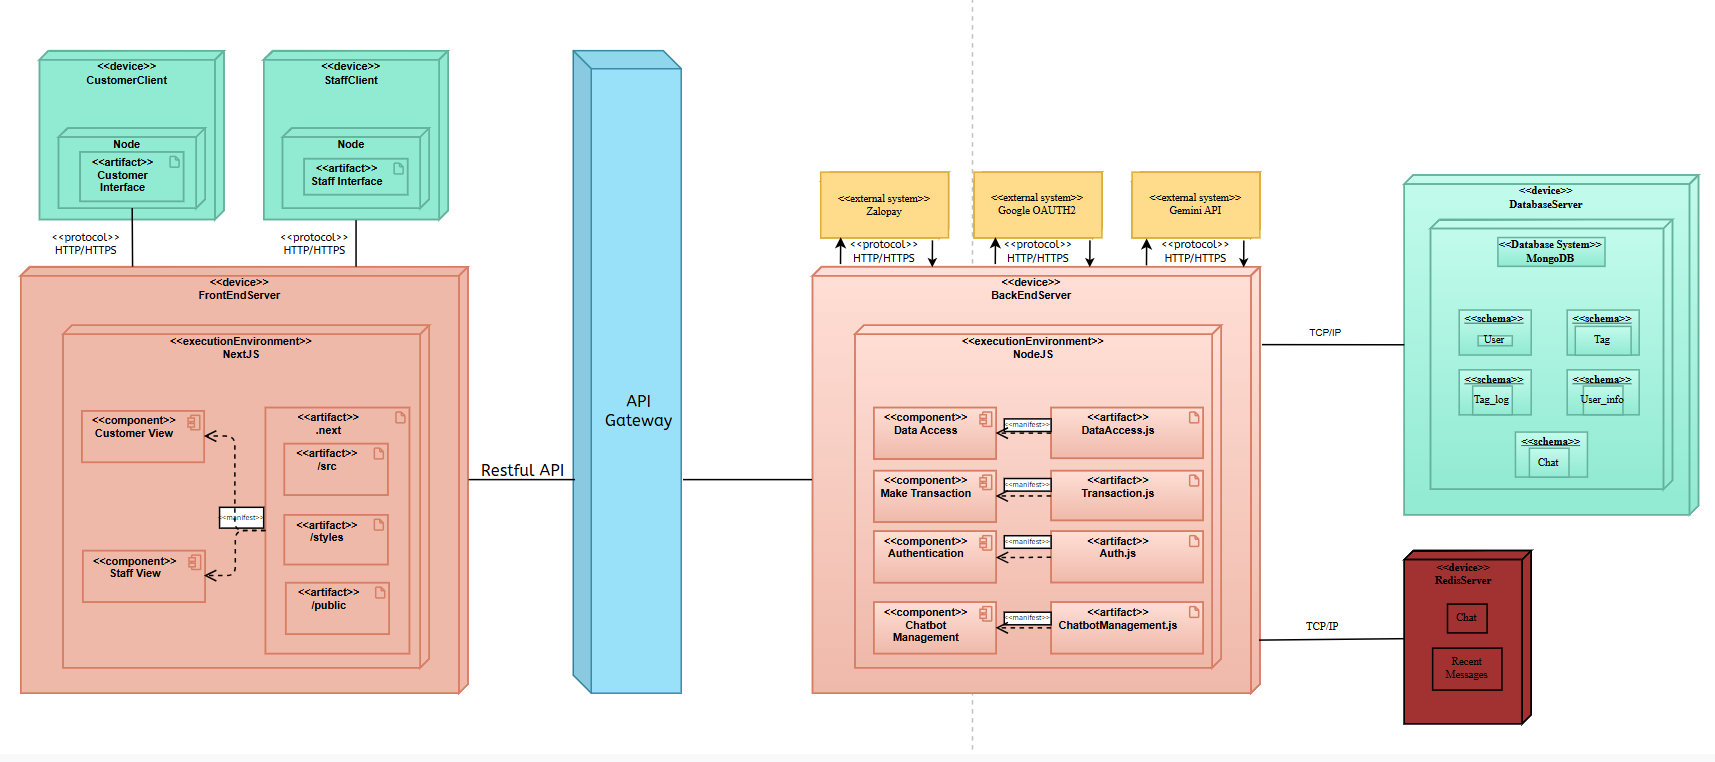 <<device>>
CustomerClient
Node
<<artifact>>
Customer
Interface
<<device>>
StaffClient
Node
<<artifact>>
Staff Interface
<<protocol>>
HTTP/HTTPS
<<protocol>>
HTTP/HTTPS
<<device>>
FrontEndServer
<<executionEnvironment>>
NextJS
<<component>>
Customer View
<<component>>
Staff View
<<manifest>>
<<artifact>>
.next
<<artifact>>
/src
<<artifact>>
/styles
<<artifact>>
/public
Restful API
API
Gateway
<<external system>>
Zalopay
<<external system>>
Google OAUTH2
<<external system>>
Gemini API
<<protocol>>
HTTP/HTTPS
<<protocol>>
HTTP/HTTPS
<<protocol>>
HTTP/HTTPS
<<device>>
BackEndServer
<<executionEnvironment>>
NodeJS
<<component>>
Data Access
<<manifest>>
<<artifact>>
DataAccess.js
<<component>>
Make Transaction
<<manifest>>
<<artifact>>
Transaction.js
<<component>>
Authentication
<<manifest>>
<<artifact>>
Auth.js
<<component>>
Chatbot
Management
<<manifest>>
<<artifact>>
ChatbotManagement.js
TCP/IP
TCP/IP
<<device>>
DatabaseServer
<<Database System>>
MongoDB
<<schema>>
User
<<schema>>
Tag
<<schema>>
Tag_log
<<schema>>
User_info
<<schema>>
Chat
<<device>>
RedisServer
Chat
Recent
Messages